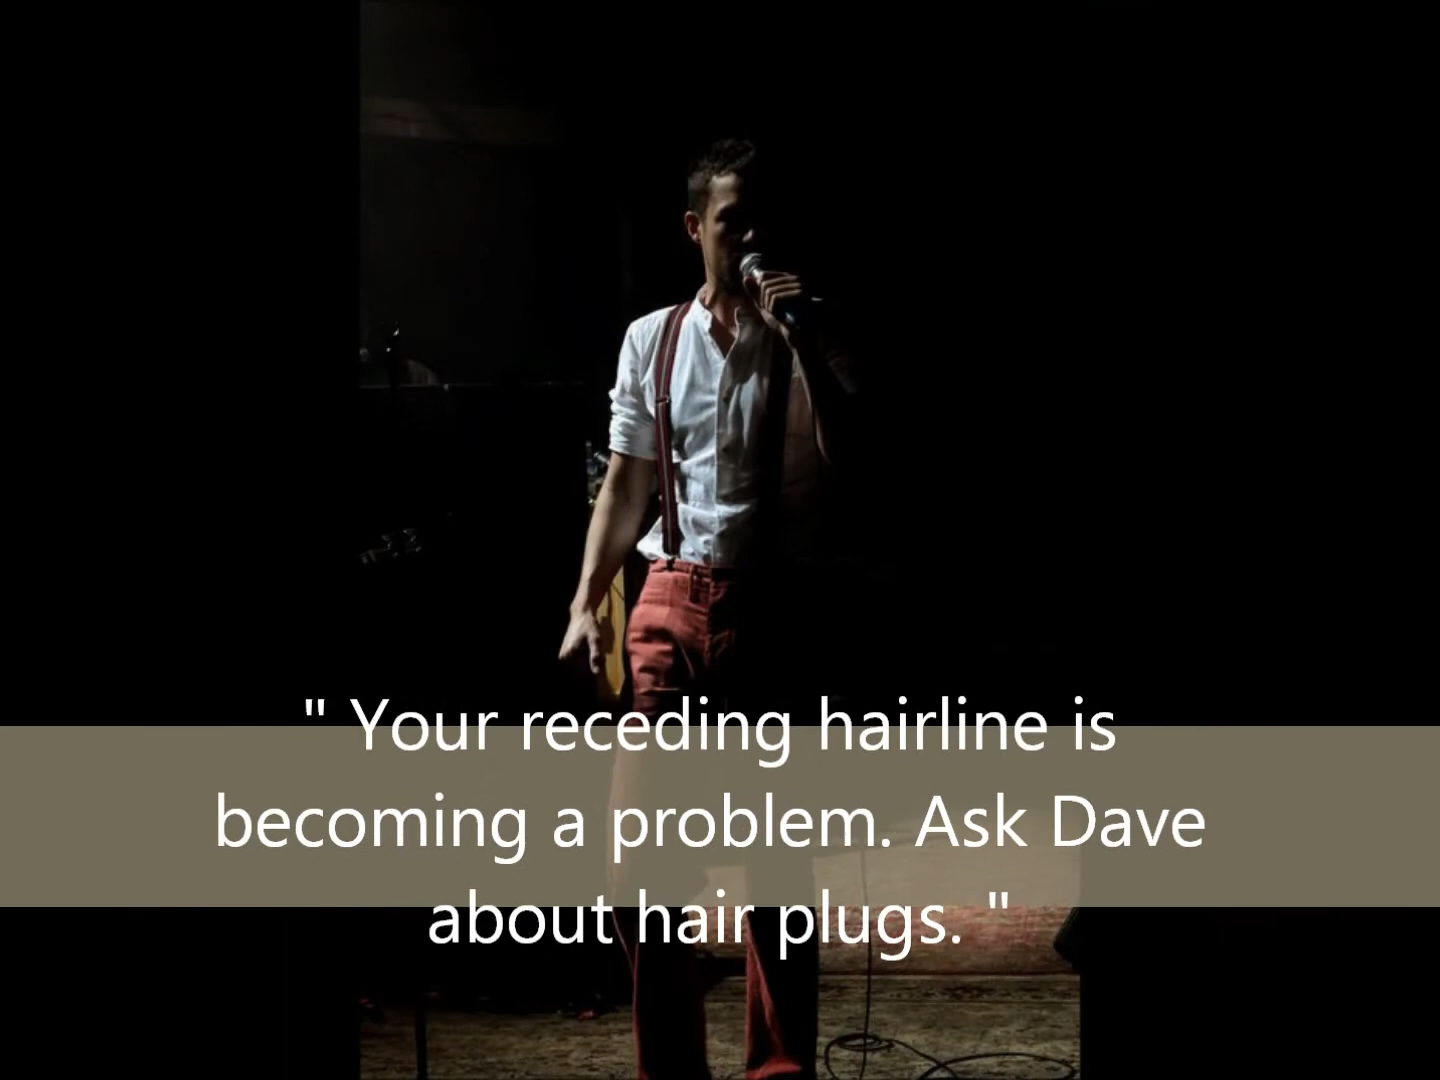 " Your receding hairline is
becoming a problem. Ask Dave
about hair plugs. "